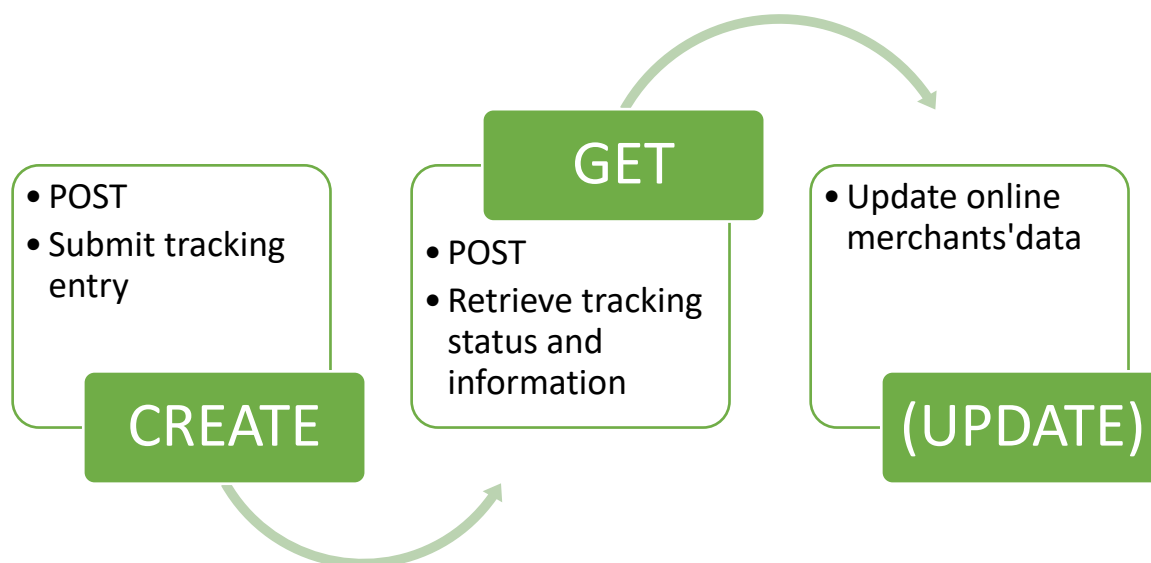 • POST
• Submit tracking
entry
CREATE
GET
• POST
• Retrieve tracking
status and
information
• Update online
merchants'data
(UPDATE)